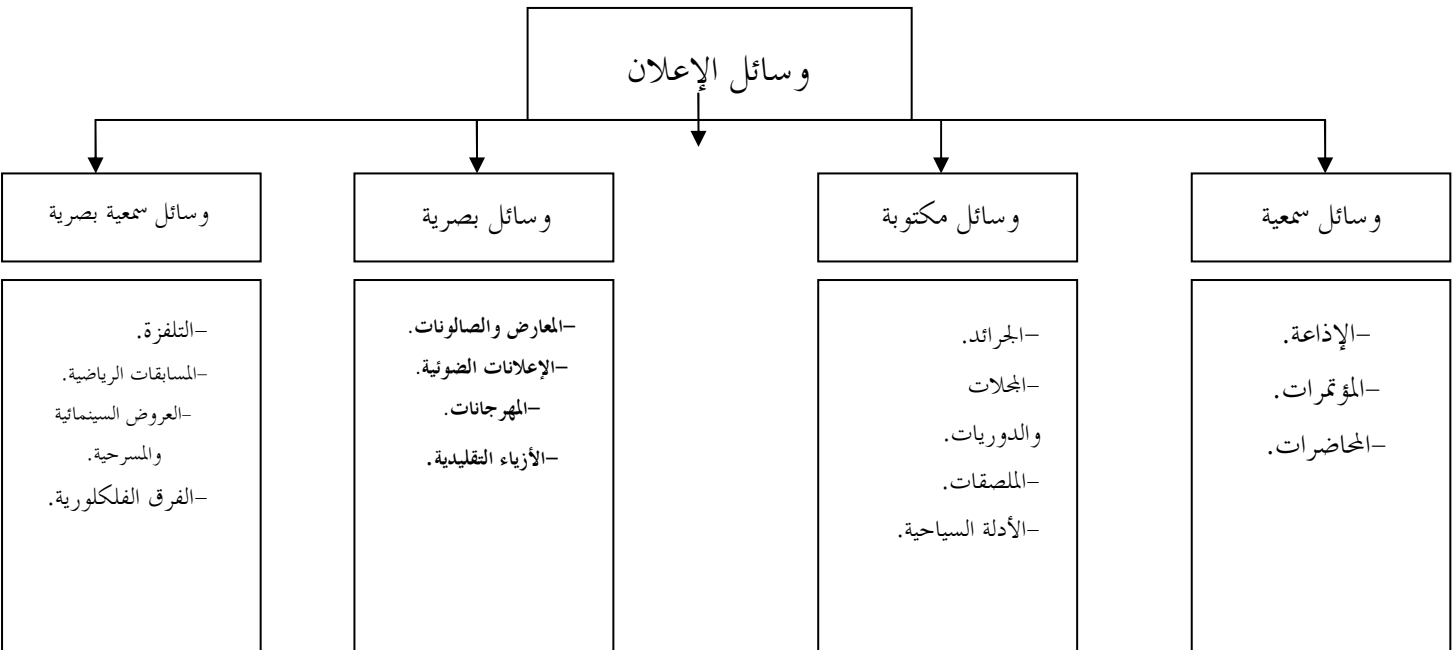 وسائل الإعلان
وسائل سمعية
وسائل مكتوبة
وسائل بصرية
وسائل سمعية بصرية
-الإذاعة.
-المؤتمرات.
-المحاضرات.
-الجرائد.
-المجلات
والدوريات.
-الملصقات.
-الأدلة السياحية.
-المعارض والصالونات.
-الإعلانات الضوئية.
-المهرجانات.
-الأزياء التقليدية.
-التلفزة.
-المسابقات الرياضية.
-العروض السينمائية
والمسرحية.
-الفرق الفلكلورية.